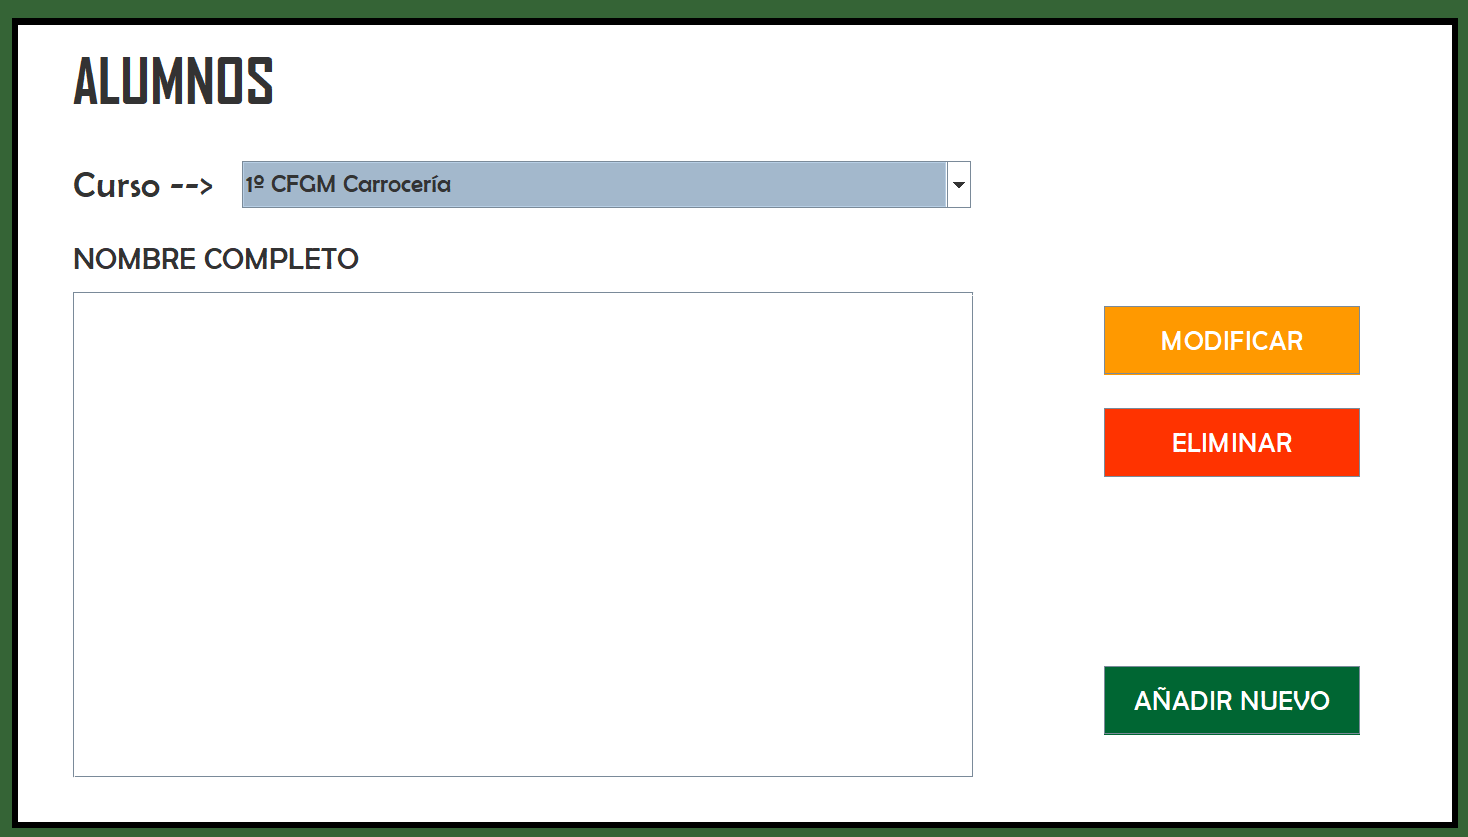 ALUMNOS
Curso -->
1º CFGM Carrocería
NOMBRE COMPLETO
MODIFICAR
ELIMINAR
AÑADIR NUEVO